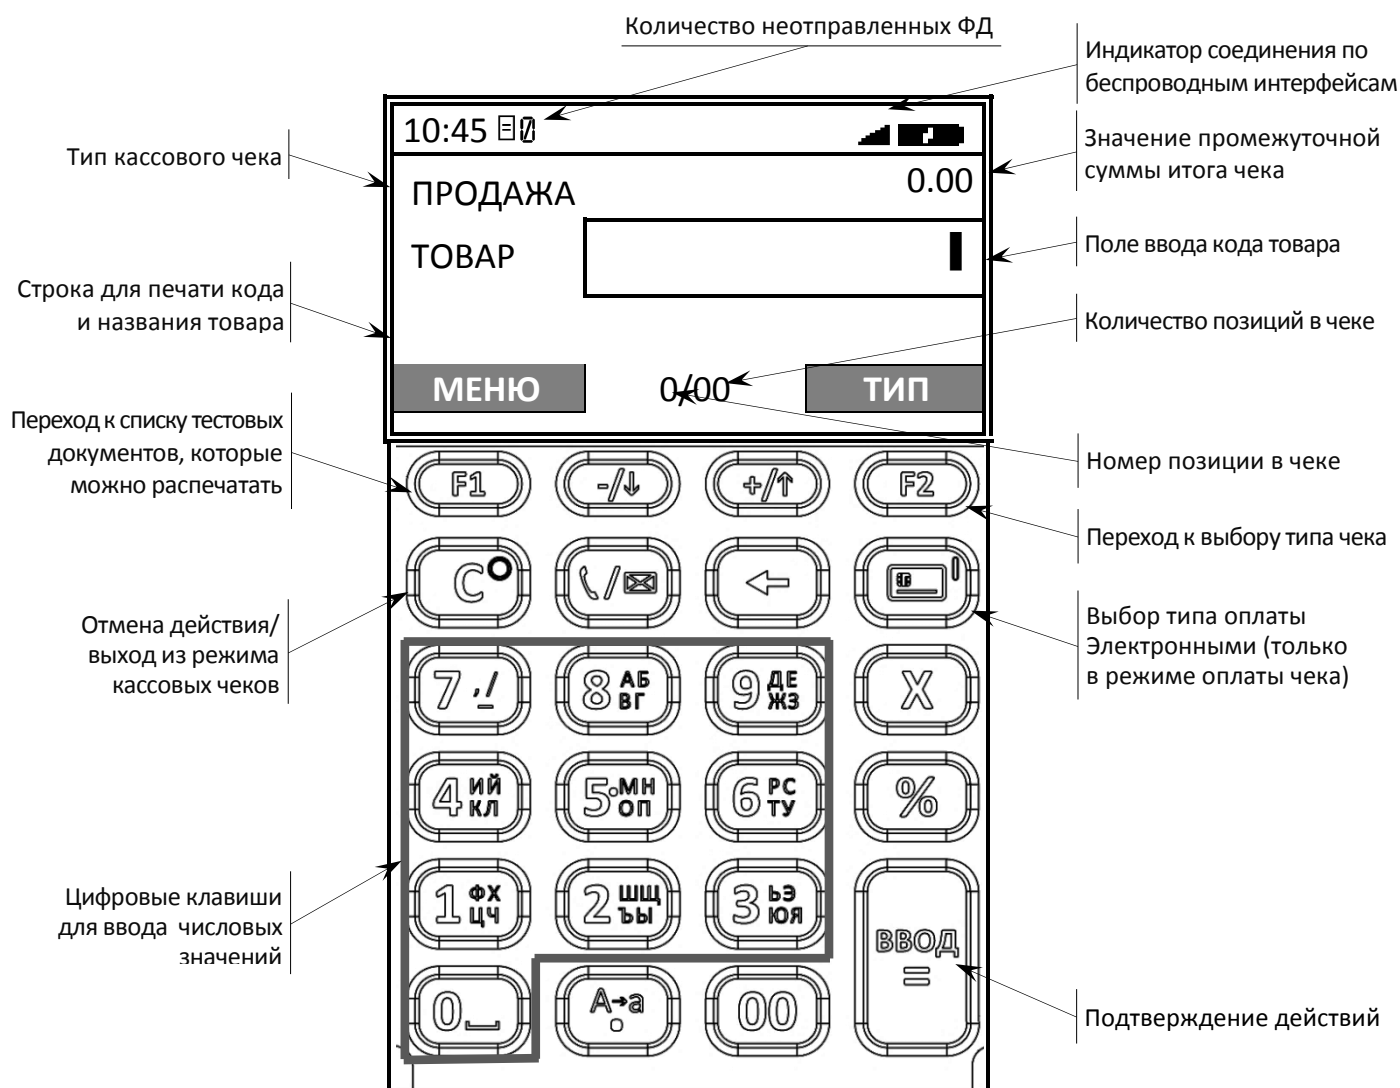 Количество неотправленных ФД
Индикатор соединения по
беспроводным интерфейсам
Тип кассового чека
Значение промежуточной
суммы итога чека
10:45 0
ПРОДАЖА
0.00
ТОВАР
Поле ввода кода товара
Строка для печати кода
и названия товара
Количество позиций в чеке
МЕНЮ
0/00
ТИП
Переход к списку тестовых
документов, которые
можно распечатать
Номер позиции в чеке
F1
-/↓
+/↑
F2
Переход к выбору типа чека
C
/
←
Отмена действия/
выход из режима
кассовых чеков
Выбор типа оплаты
Электронными (только
в режиме оплаты чека)
7 ,/_
8 АБ
ВГ
9 ДЕ
ЖЗ
X
4 ИЙ
КЛ
5 МН
ОП
6 РС
ТУ
%
Цифровые клавиши
для ввода числовых
значений
1 ФХ
ЦЧ
2 ШЩ
ЪЫ
3 ЬЭ
ЮЯ
ВВОД
=
0
А→а
00
Подтверждение действий